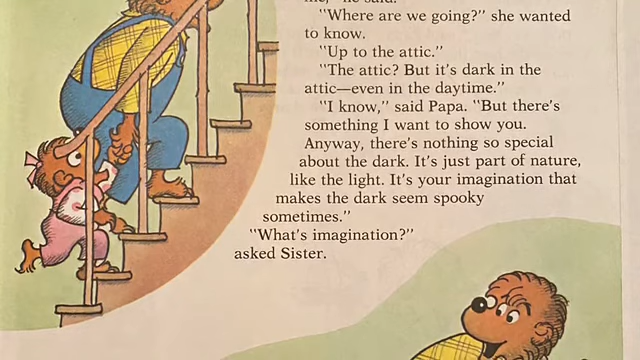 me," he said.
"Where are we going?" she wanted
to know.
"Up to the attic."
"The attic? But it's dark in the
attic—even in the daytime."
"I know," said Papa. "But there's
something I want to show you.
Anyway, there's nothing so special
about the dark. It's just part of nature,
like the light. It's your imagination that
makes the dark seem spooky
sometimes."
"What's imagination?"
asked Sister.